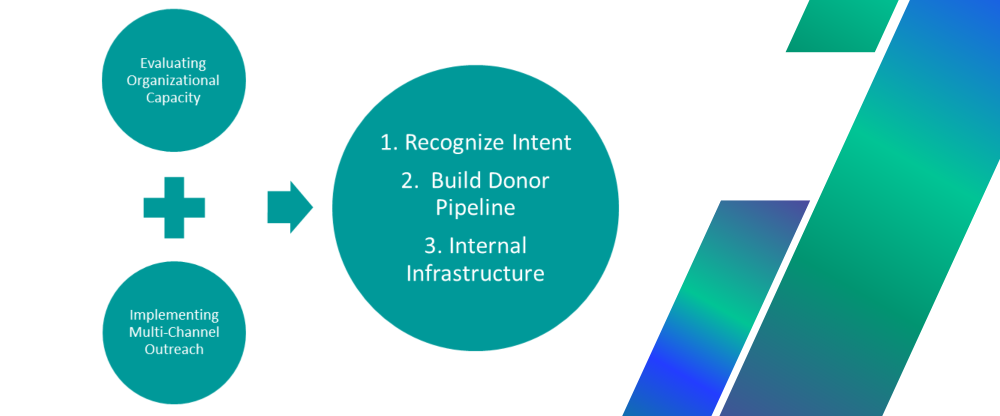 Evaluating
Organizational
Capacity
Implementing
Multi-Channel
Outreach
1. Recognize Intent
2.  Build Donor
Pipeline
3. Internal
Infrastructure